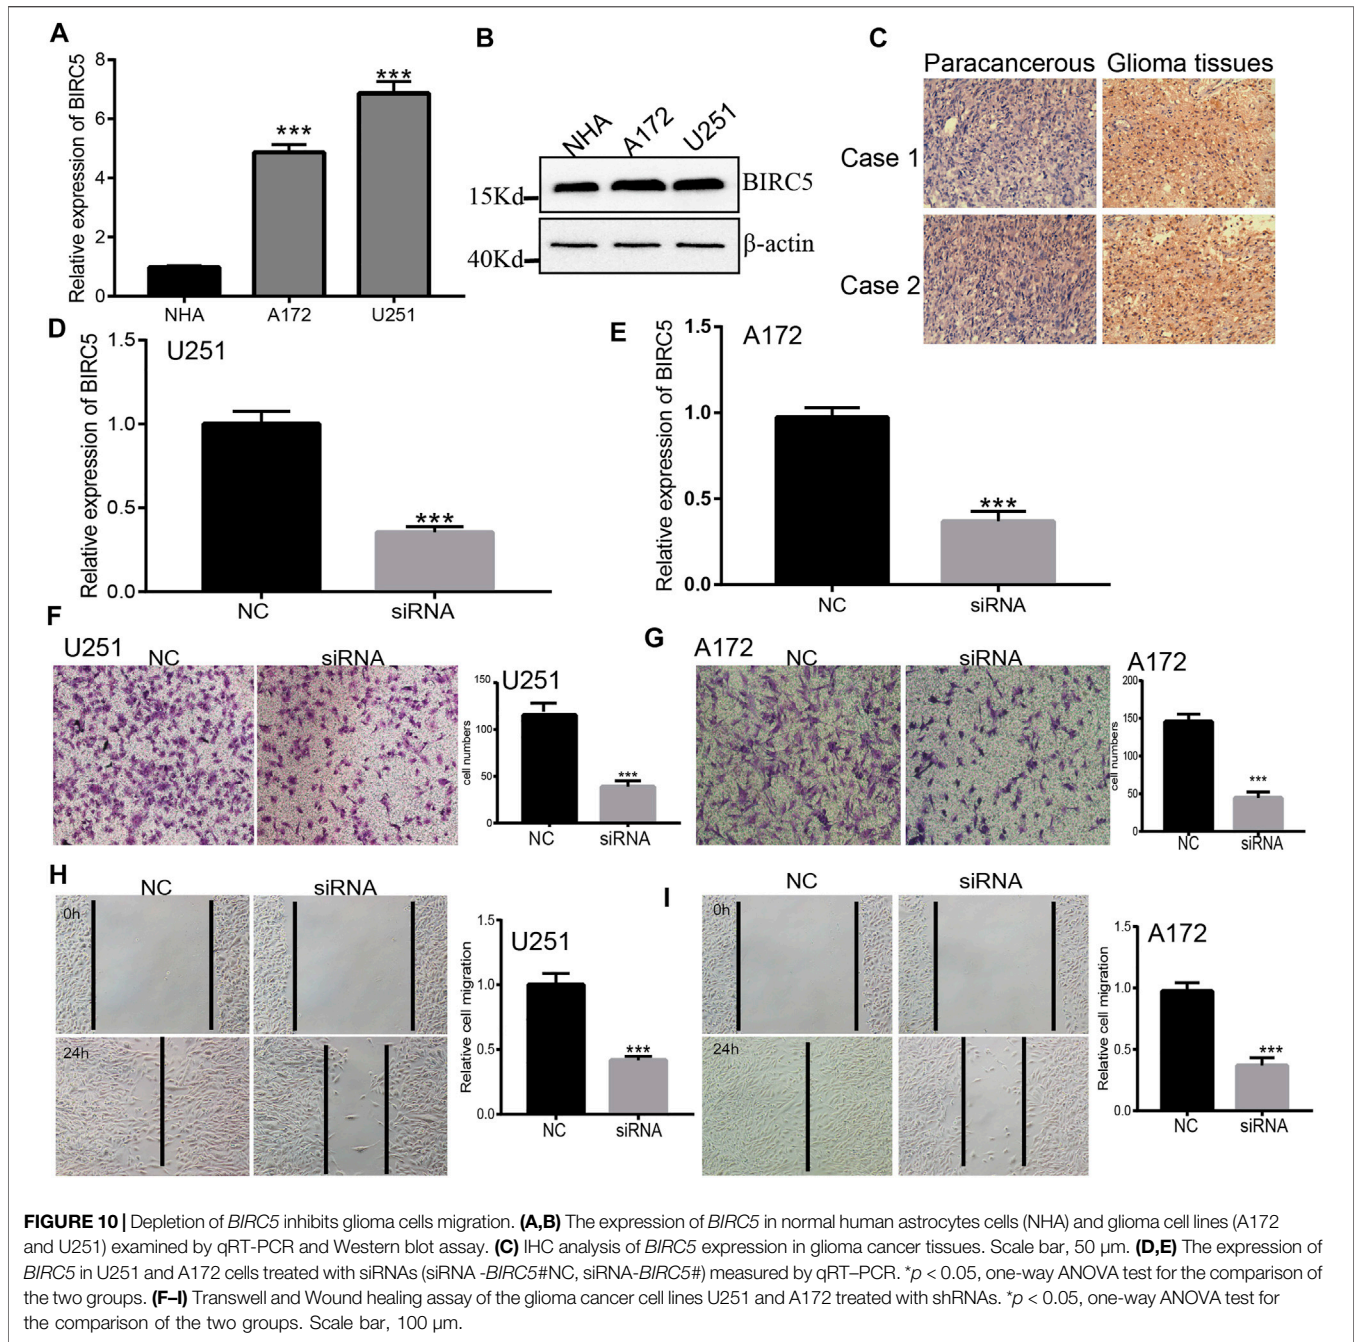 A
Relative expression of BIRC5
8
6
4
2
0
***
***
NHA
A172
U251
B
NHA
A172
U251
15Kd
BIRC5
40Kd
β-actin
C
Paracancerous
Glioma tissues
Case 1
Case 2
D
U251
Relative expression of BIRC5
1.5
1.0
0.5
0.0
***
NC
siRNA
E
A172
Relative expression of BIRC5
1.5
1.0
0.5
0.0
***
NC
siRNA
F
U251
NC
siRNA
U251
cell numbers
150
100
50
0
***
NC
siRNA
G
A172
NC
siRNA
A172
cell numbers
200
150
100
50
0
***
NC
siRNA
H
NC
siRNA
0h
24h
U251
Relative cell migration
1.5
1.0
0.5
0.0
***
NC
siRNA
I
NC
siRNA
0h
24h
A172
Relative cell migration
1.5
1.0
0.5
0.0
***
NC
siRNA
FIGURE 10 | Depletion of BIRC5 inhibits glioma cells migration. (A,B) The expression of BIRC5 in normal human astrocytes cells (NHA) and glioma cell lines (A172
and U251) examined by qRT-PCR and Western blot assay. (C) IHC analysis of BIRC5 expression in glioma cancer tissues. Scale bar, 50 µm. (D,E) The expression of
BIRC5 in U251 and A172 cells treated with siRNAs (siRNA -BIRC5#NC, siRNA-BIRC5#) measured by qRT–PCR. *p < 0.05, one-way ANOVA test for the comparison of
the two groups. (F–I) Transwell and Wound healing assay of the glioma cancer cell lines U251 and A172 treated with shRNAs. *p < 0.05, one-way ANOVA test for
the comparison of the two groups. Scale bar, 100 µm.